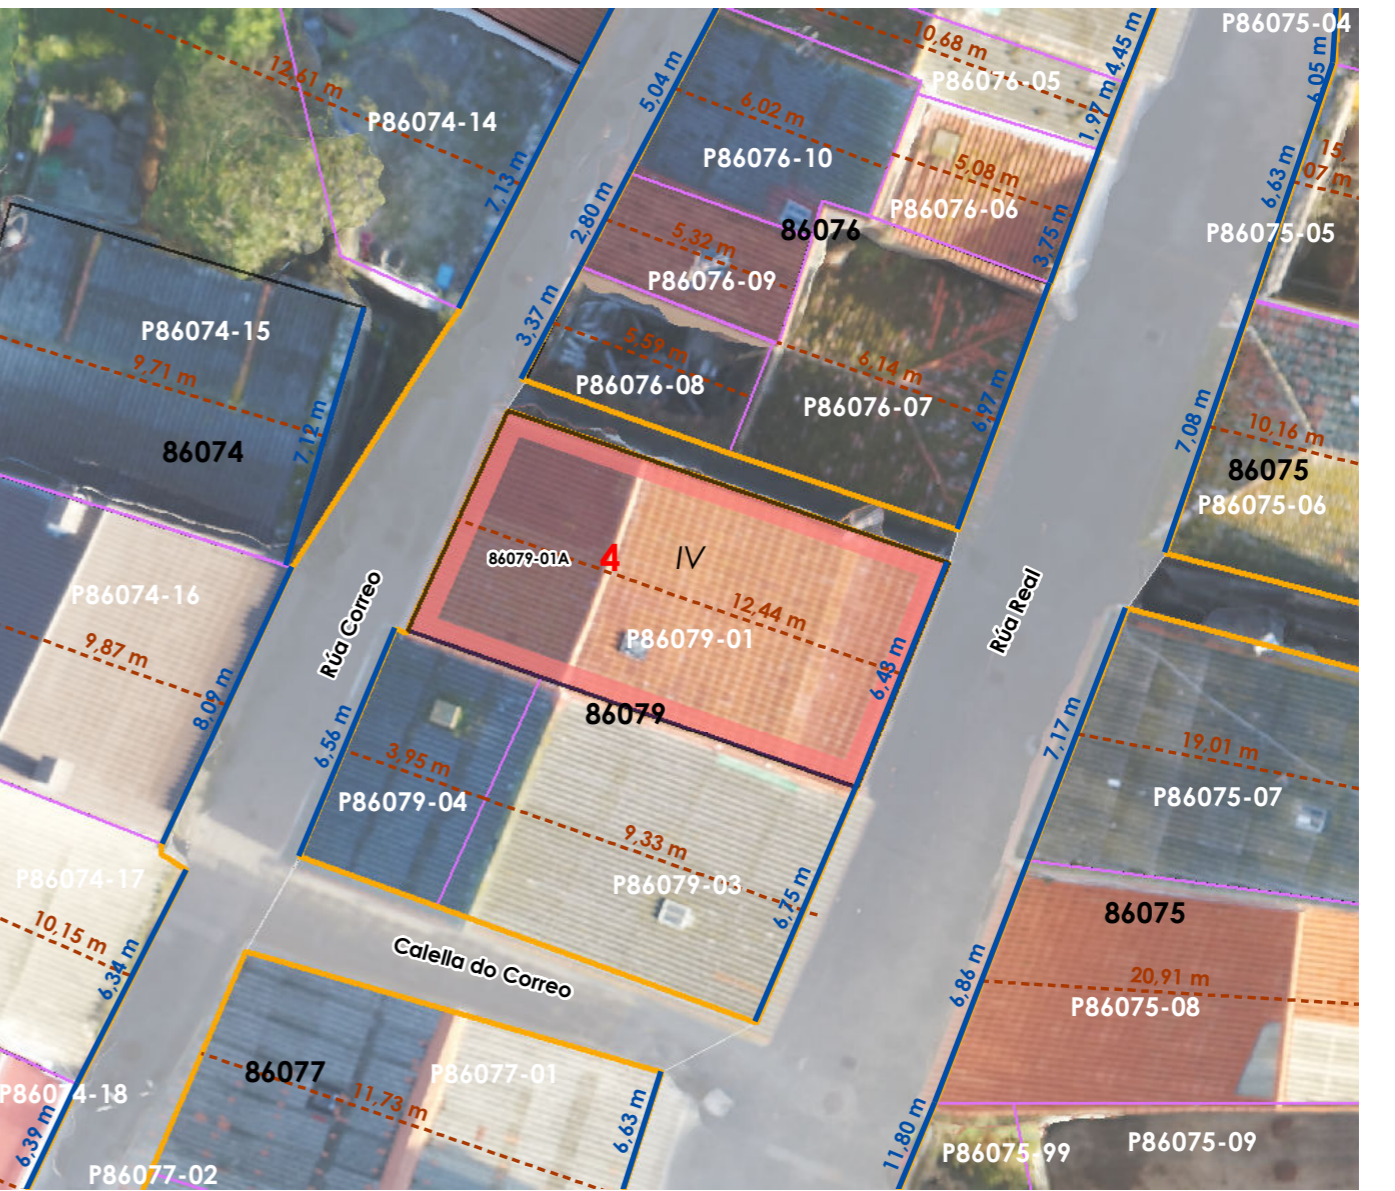 P86075-04
10,68 m
4,45 m
6,05 m
12,61 m
5,04 m
P86076-05
1,97 m
P86074-14
6,02 m
P86076-10
5,08 m
15,
07 m
7,13 m
6,63 m
P86076-06
2,80 m
86076
P86075-05
5,32 m
3,75 m
P86076-09
P86074-15
3,37 m
5,59 m
6,14 m
9,71 m
P86076-08
P86076-07
6,97 m
7,12 m
7,08 m
10,16 m
86074
86075
P86075-06
86079-01A
4
IV
P86074-16
12,44 m
Rúa Correo
Rúa Real
P86079-01
9,87 m
6,43 m
8,09 m
86079
6,56 m
7,17 m
19,01 m
3,95 m
P86079-04
P86075-07
9,33 m
P86074-17
P86079-03
6,75 m
86075
10,15 m
6,34 m
Calella do Correo
6,86 m
20,91 m
P86075-08
86077
P86077-01
P86074-18
11,73 m
6,39 m
6,63 m
11,80 m
P86075-99
P86075-09
P86077-02